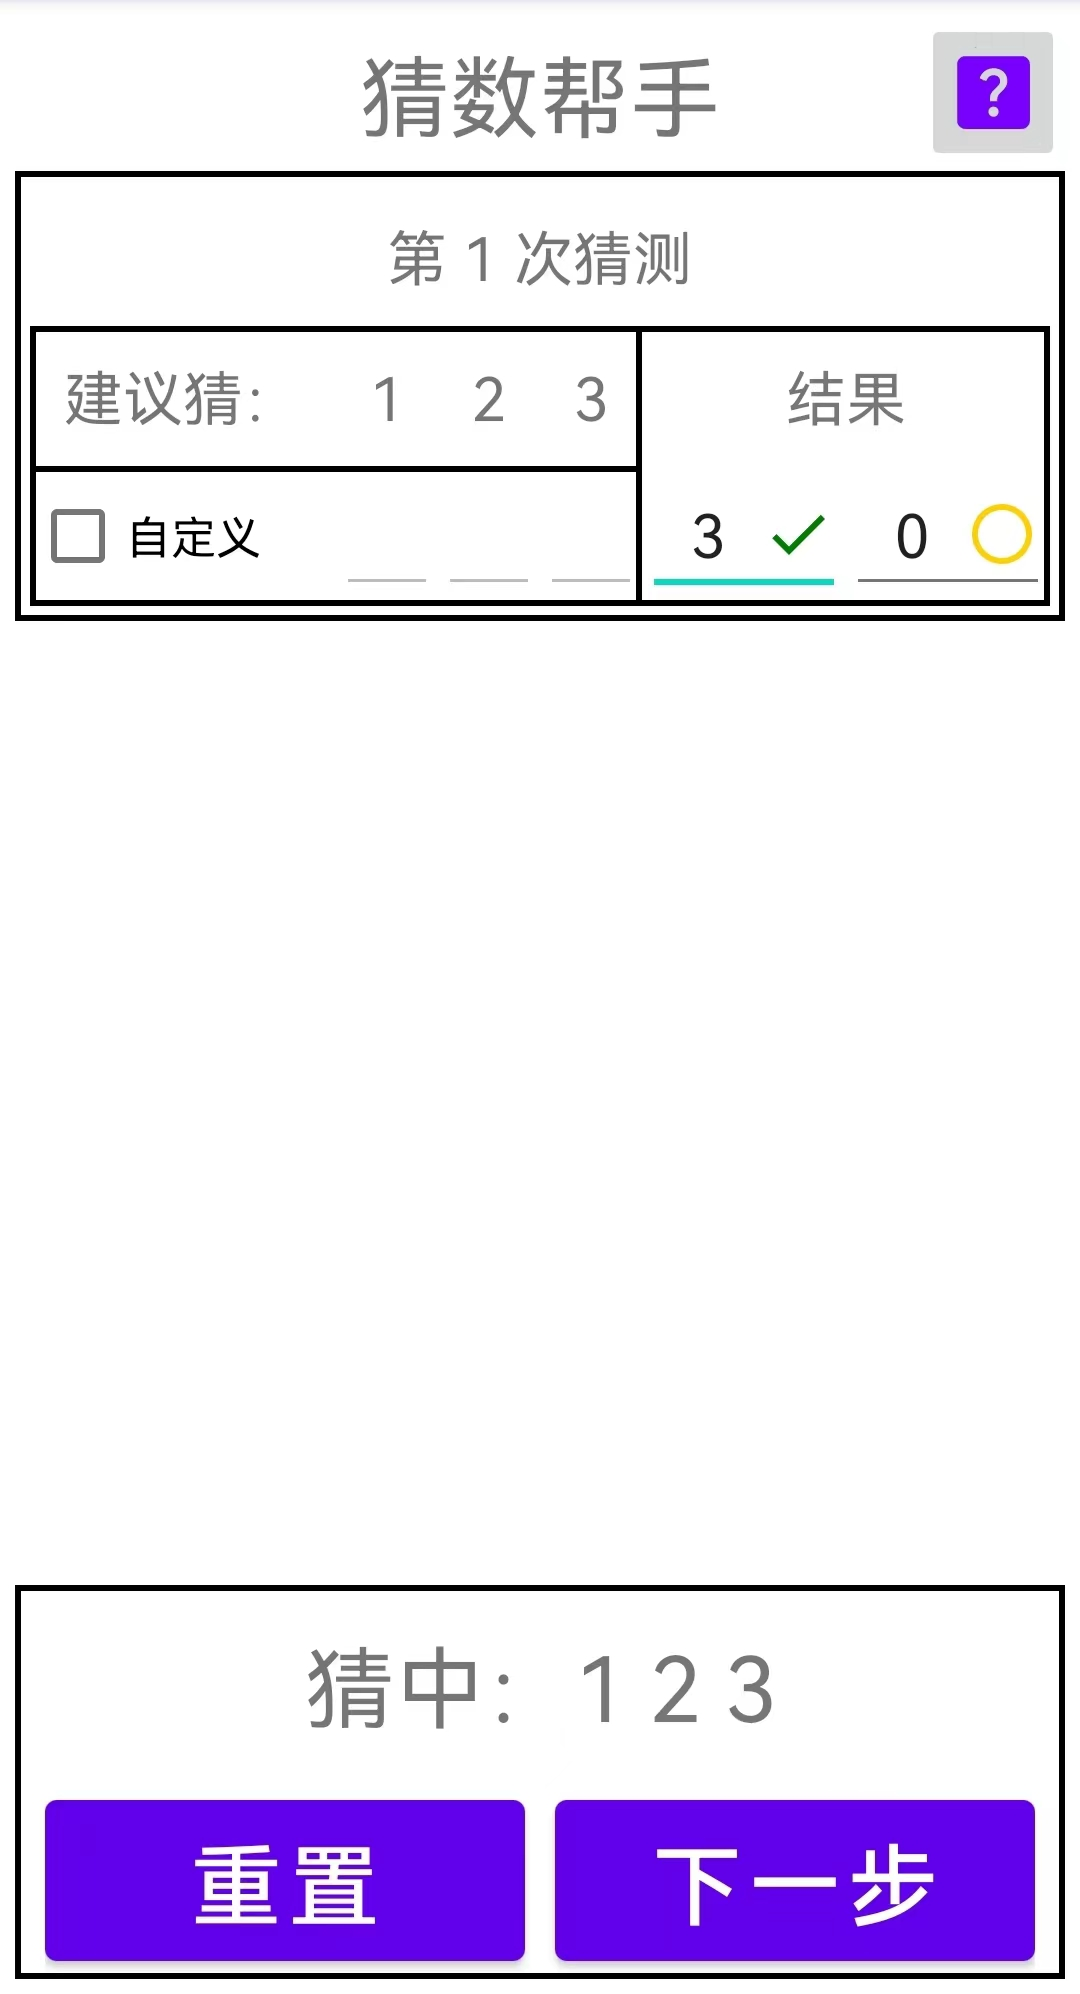 猜数帮手
?
第 1 次猜测
建议猜： 1 2 3 结果
自定义 3 0
猜中： 1 2 3
重置 下一步